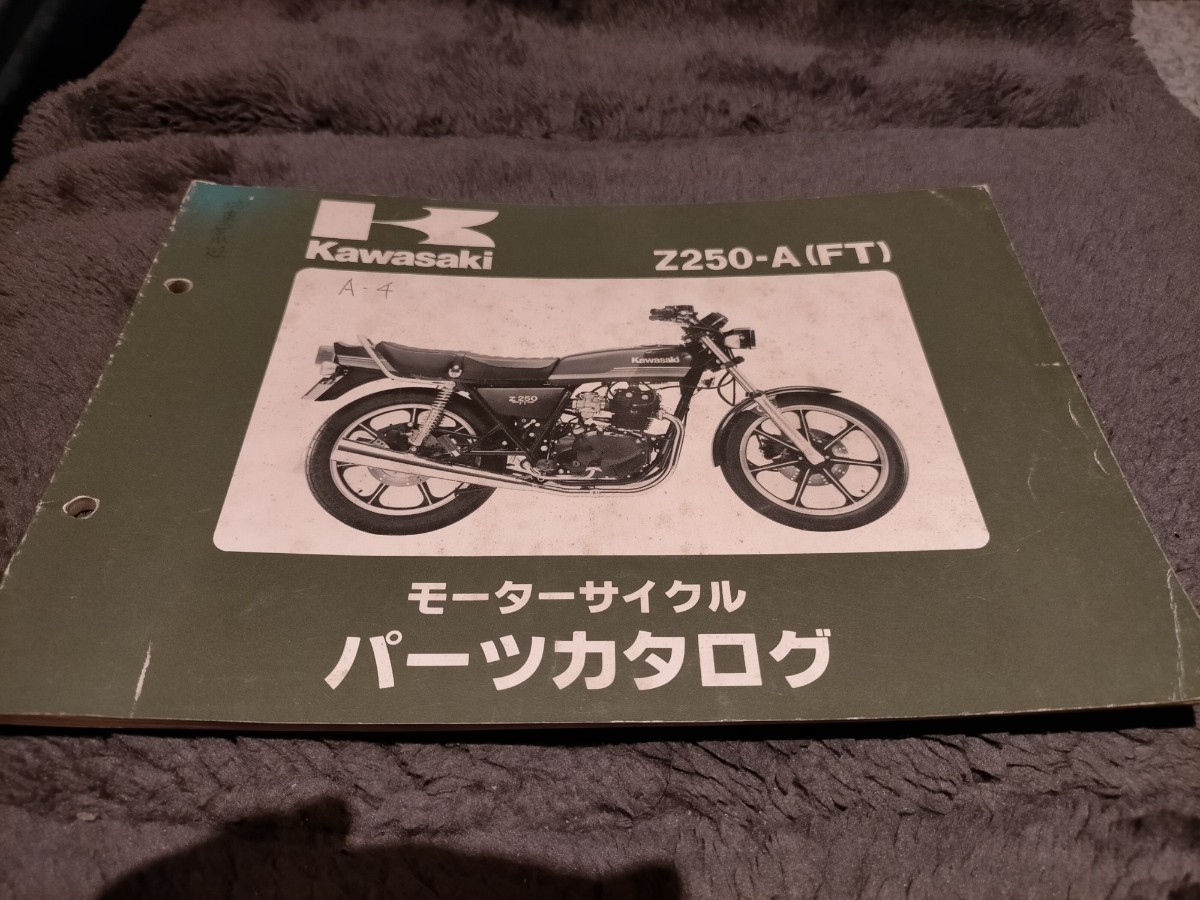 Kawasaki
Z250-A(FT)
A-4
Kawasaki
Z250
モーターサイクル
パーツカタログ